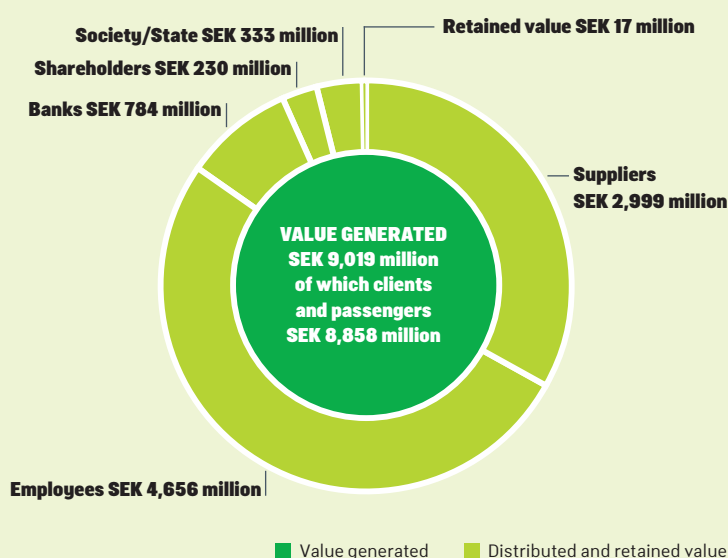 Society/State SEK 333 million
Retained value SEK 17 million
Shareholders SEK 230 million
Banks SEK 784 million
Suppliers
SEK 2,999 million
VALUE GENERATED
SEK 9,019 million
of which clients
and passengers
SEK 8,858 million
Employees SEK 4,656 million
Value generated
Distributed and retained value